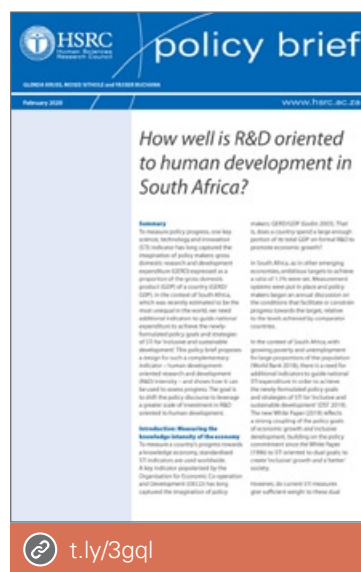 HSRC
Human Sciences
Research Council
policy brief
GLENDA KRUSS, MOSES SITHOLE and YASSER BUCHANA
February 2020
www.hsrc.ac.za
How well is R&D oriented
to human development in
South Africa?
Summary
To measure policy progress, one key
science, technology and innovation
(STI) indicator has long captured the
imagination of policy makers: gross
domestic research and development
expenditure (GERD) expressed as a
proportion of the gross domestic
product (GDP) of a country (GERD/
GDP). In the context of South Africa,
which was recently estimated to be the
most unequal in the world, we need
additional indicators to guide national
expenditure to achieve the newly-
formulated policy goals and strategies
of STI for inclusive and sustainable
development. This policy brief proposes
a design for such a complementary
indicator – human development-
oriented research and development
(R&D) intensity – and shows how it can
be used to assess progress. The goal is
to shift the policy discourse to leverage
a greater scale of investment in R&D
oriented to human development.
Introduction: Measuring the
knowledge intensity of the economy
To measure a country's progress towards
a knowledge economy, standardised
STI indicators are used worldwide.
A key indicator popularised by the
Organisation for Economic Co-operation
and Development (OECD) has long
captured the imagination of policy
makers: GERD/GDP (Godin 2003). That
is, does a country spend a large enough
portion of its total GDP on formal R&D to
promote economic growth?
In South Africa, as in other emerging
economies, ambitious targets to achieve
a ratio of 1.5% were set. Measurement
systems were put in place and policy
makers began an annual discussion on
the conditions that facilitate or constrain
progress towards the target, relative
to the levels achieved by comparator
countries.
In the context of South Africa, with
growing poverty and unemployment
for large proportions of the population
(World Bank 2018), there is a need for
additional indicators to guide national
STI expenditure in order to achieve
the newly formulated policy goals
and strategies of STI for 'inclusive and
sustainable development' (DST 2019).
The new White Paper (2019) reflects
a strong coupling of the policy goals
of economic growth and inclusive
development, building on the policy
commitment since the White Paper
(1996) to STI oriented to dual goals: to
create 'inclusive' growth and a 'better'
society.
However, do current STI measures
give sufficient weight to these dual
t.ly/3gql